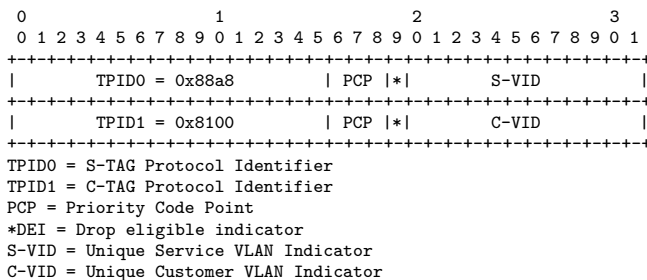 0                   1                   2                   3
 0 1 2 3 4 5 6 7 8 9 0 1 2 3 4 5 6 7 8 9 0 1 2 3 4 5 6 7 8 9 0 1
+-+-+-+-+-+-+-+-+-+-+-+-+-+-+-+-+-+-+-+-+-+-+-+-+-+-+-+-+-+-+-+-+
|        TPID0 = 0x88a8         | PCP |*|        S-VID          |
+-+-+-+-+-+-+-+-+-+-+-+-+-+-+-+-+-+-+-+-+-+-+-+-+-+-+-+-+-+-+-+-+
|        TPID1 = 0x8100         | PCP |*|        C-VID          |
+-+-+-+-+-+-+-+-+-+-+-+-+-+-+-+-+-+-+-+-+-+-+-+-+-+-+-+-+-+-+-+-+
TPID0 = S-TAG Protocol Identifier
TPID1 = C-TAG Protocol Identifier
PCP = Priority Code Point
*DEI = Drop eligible indicator
S-VID = Unique Service VLAN Indicator
C-VID = Unique Customer VLAN Indicator